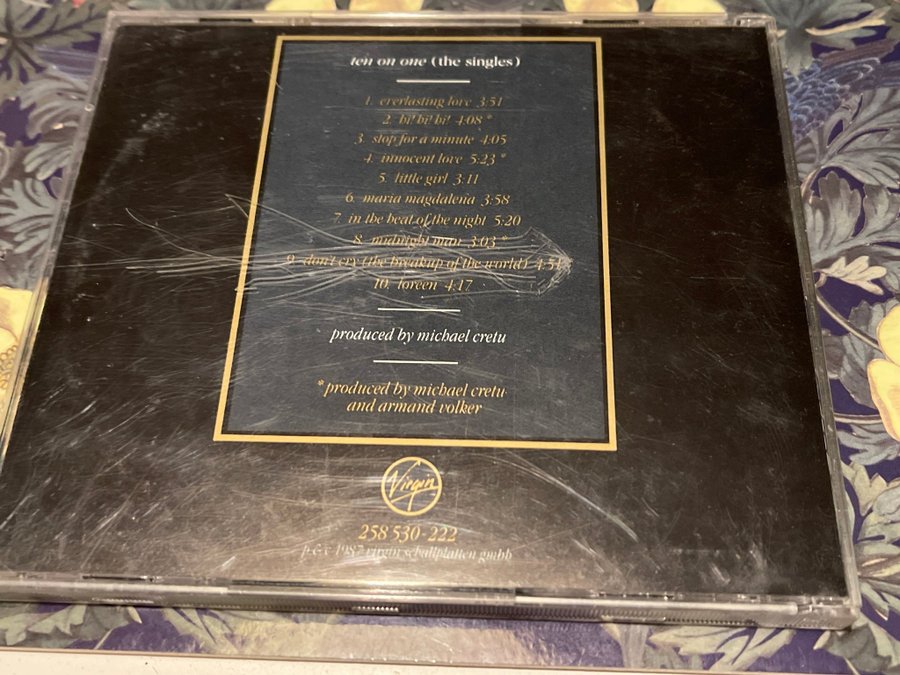 ten on one (the singles)
1. everlasting love 3:51
2. hi! hi! hi! 4:08 *
3. stop for a minute 4:05
4. innocent love 5:23 *
5. little girl 3:11
6. maria magdalena 3:58
7. in the heat of the night 5:20
8. midnight man 3:03 *
9. don't cry (the breakup of the world) 4:51
10. loreen 4:17
produced by michael cretu
*produced by michael cretu
and armand volker
Virgin
258 530-222
p & c 1987 virgin schallplatten gmbh